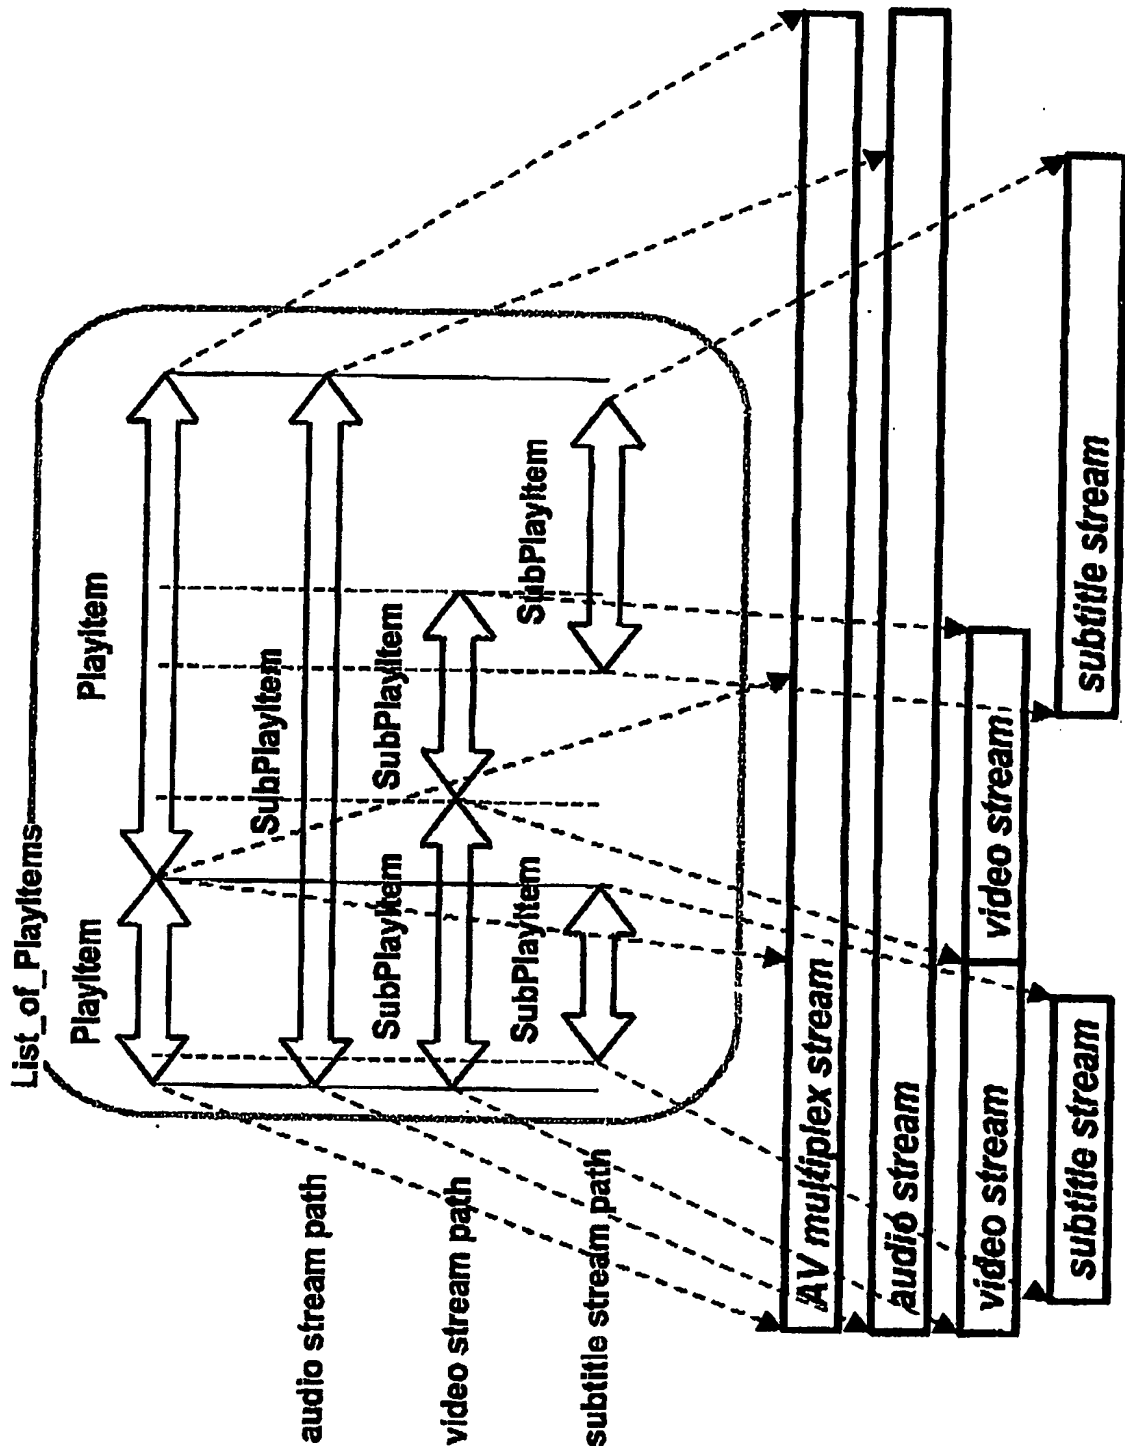 List_of_PlayItems
PlayItem
PlayItem
audio stream path
SubPlayItem
video stream path
SubPlayItem
SubPlayItem
subtitle stream path
SubPlayItem
SubPlayItem
AV multiplex stream
audio stream
video stream
video stream
subtitle stream
subtitle stream